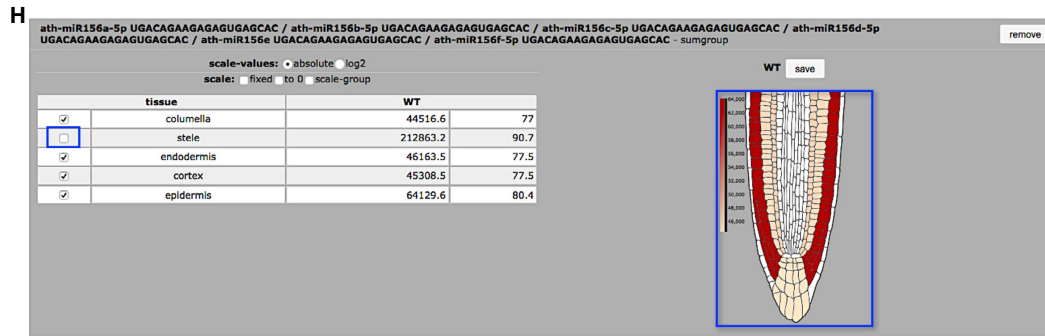 H
ath-miR156a-5p UGACAGAAGAGAGUGAGCAC / ath-miR156b-5p UGACAGAAGAGAGUGAGCAC / ath-miR156c-5p UGACAGAAGAGAGUGAGCAC / ath-miR156d-5p
UGACAGAAGAGAGUGAGCAC / ath-miR156e UGACAGAAGAGAGUGAGCAC / ath-miR156f-5p UGACAGAAGAGAGUGAGCAC - sumgroup
remove
scale-values: absolute log2
scale: fixed to 0 scale-group
WT save
tissue WT
columella 44516.6 77
stele 212863.2 90.7
endodermis 46163.5 77.5
cortex 45308.5 77.5
epidermis 64129.6 80.4
64,000
62,000
60,000
58,000
56,000
54,000
52,000
50,000
48,000
46,000